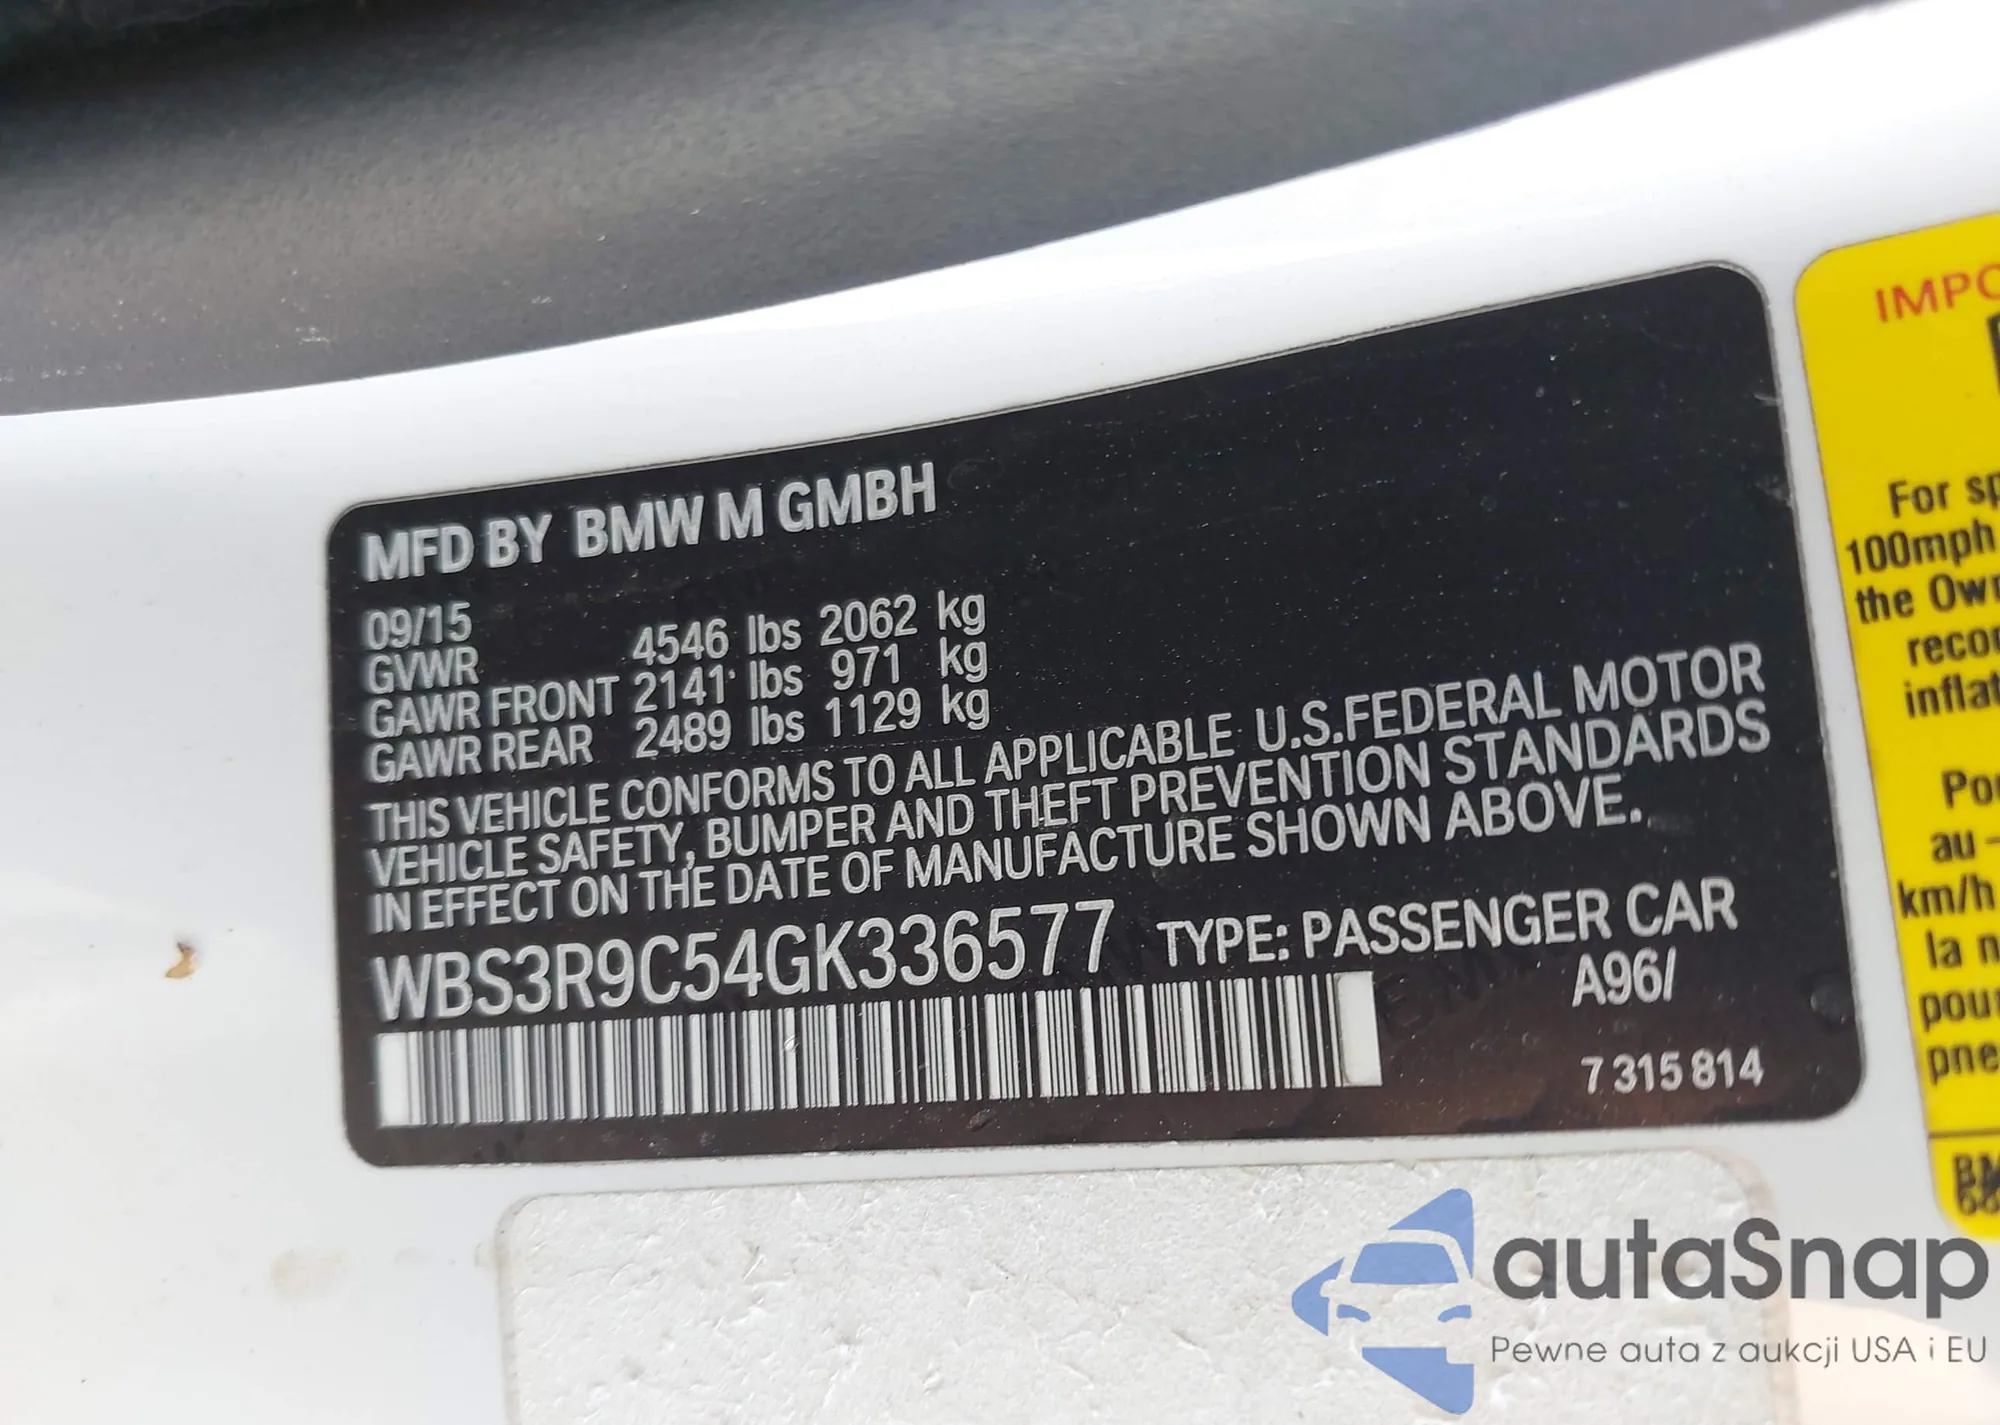 MFD BY BMW M GMBH
09/15
GVWR 4546 lbs 2062 kg
GAWR FRONT 2141 lbs 971 kg
GAWR REAR 2489 lbs 1129 kg
THIS VEHICLE CONFORMS TO ALL APPLICABLE U.S.FEDERAL MOTOR
VEHICLE SAFETY, BUMPER AND THEFT PREVENTION STANDARDS
IN EFFECT ON THE DATE OF MANUFACTURE SHOWN ABOVE.
WBS3R9C54GK336577 TYPE: PASSENGER CAR
A96/
7 315 814
IMPO
For sp
100mph
the Own
recor
inflat
Pou
au –
km/h
la n
pour
pne
BM
autaSnap
Pewne auta z aukcji USA i EU